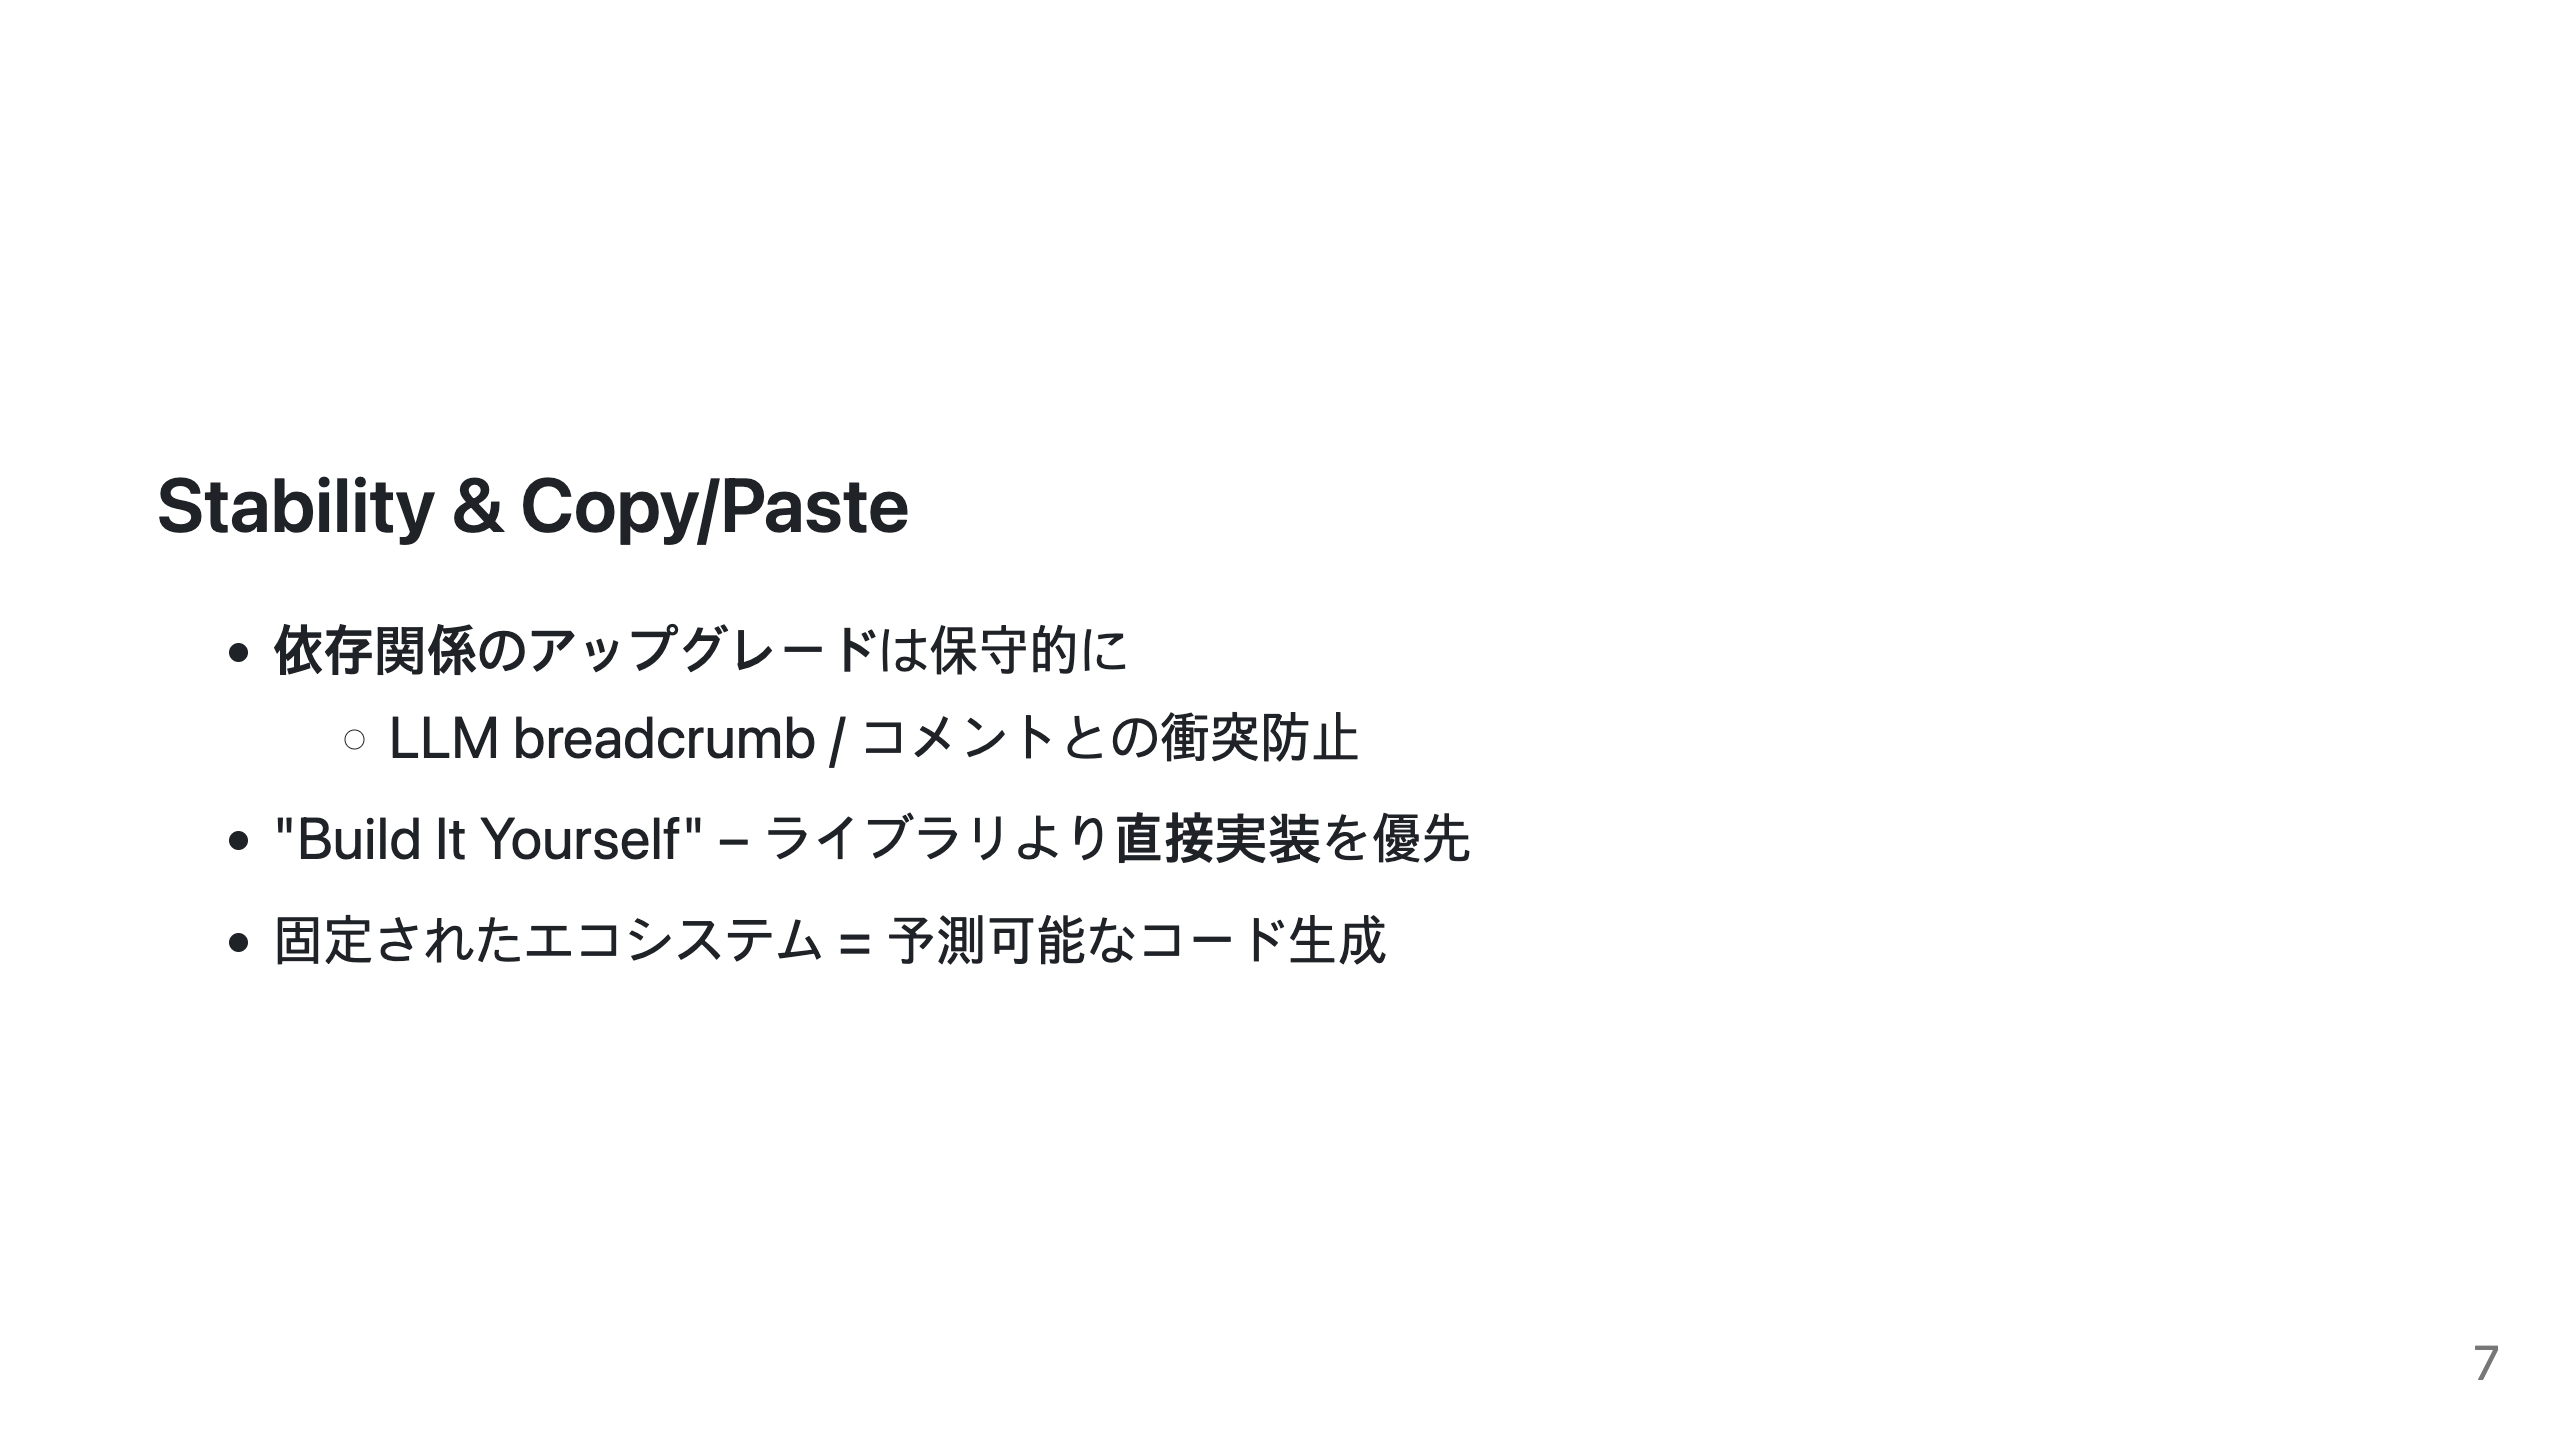 Stability & Copy/Paste
依存関係のアップグレードは保守的に
LLM breadcrumb / コメントとの衝突防止
"Build It Yourself" – ライブラリより直接実装を優先
固定されたエコシステム = 予測可能なコード生成
7